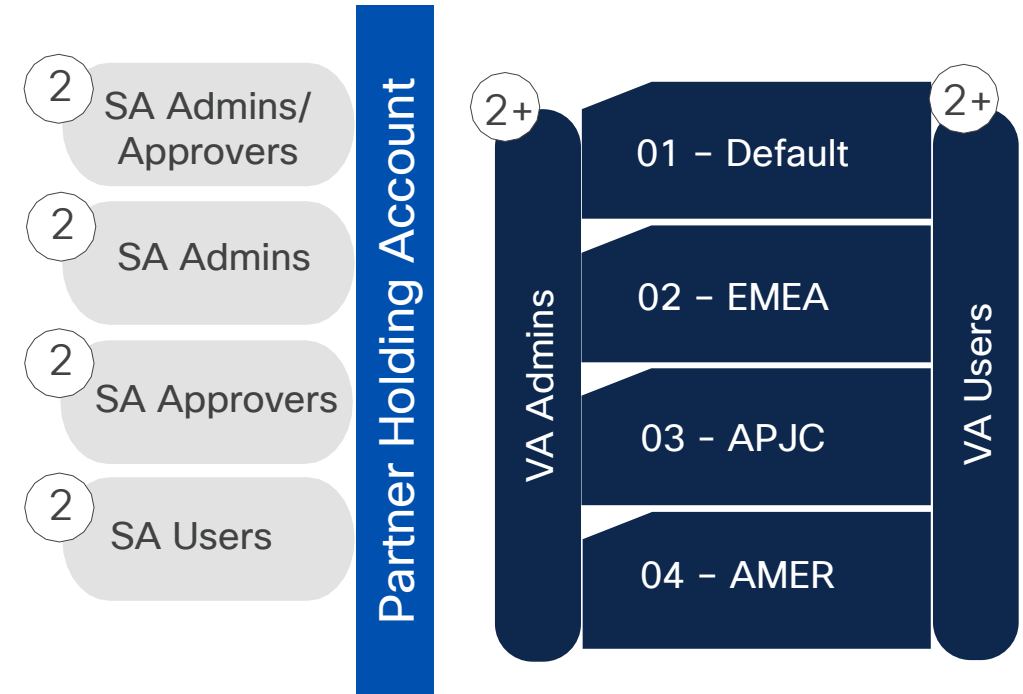 2
SA Admins/
Approvers
2
SA Admins
2
SA Approvers
2
SA Users
Partner Holding Account
2+
VA Admins
01 – Default
02 – EMEA
03 - APJC
04 – AMER
2+
VA Users